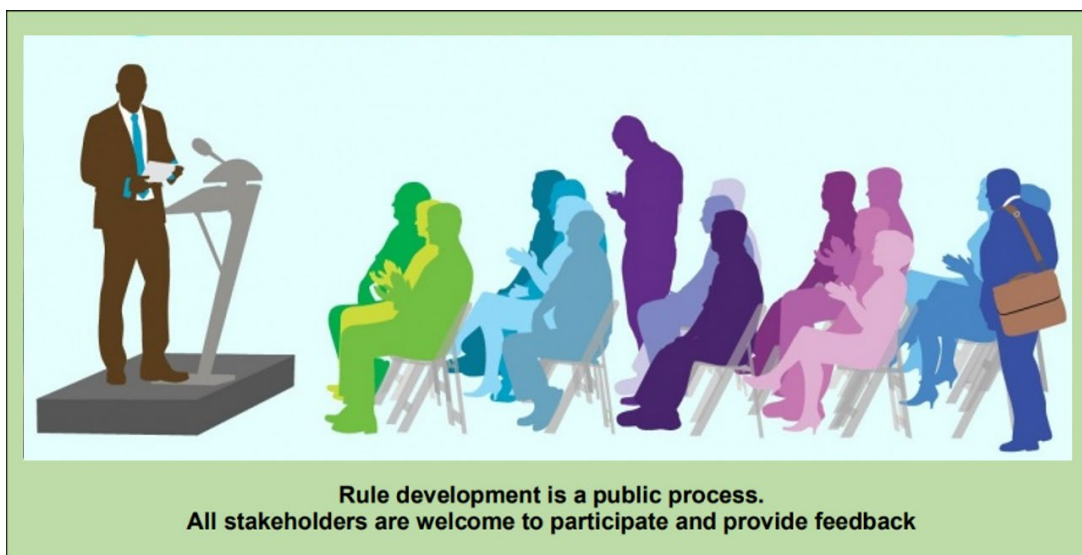 Rule development is a public process.
All stakeholders are welcome to participate and provide feedback